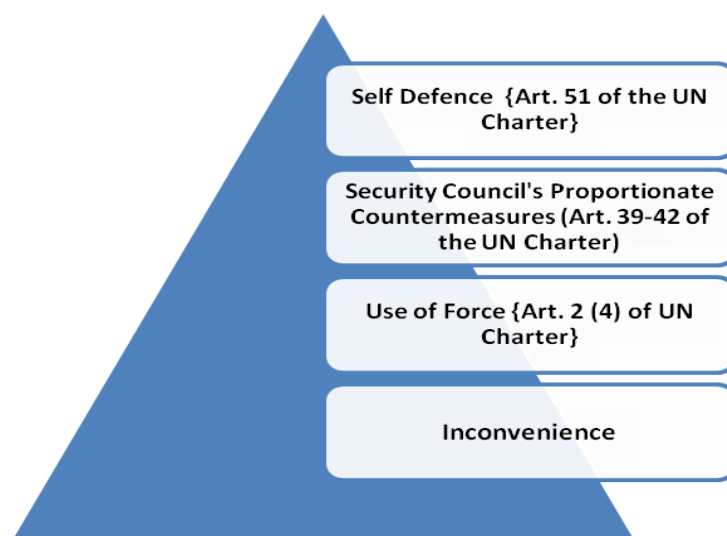 Self Defence {Art. 51 of the UN
Charter}
Security Council's Proportionate
Countermeasures (Art. 39-42 of
the UN Charter)
Use of Force {Art. 2 (4) of UN
Charter}
Inconvenience